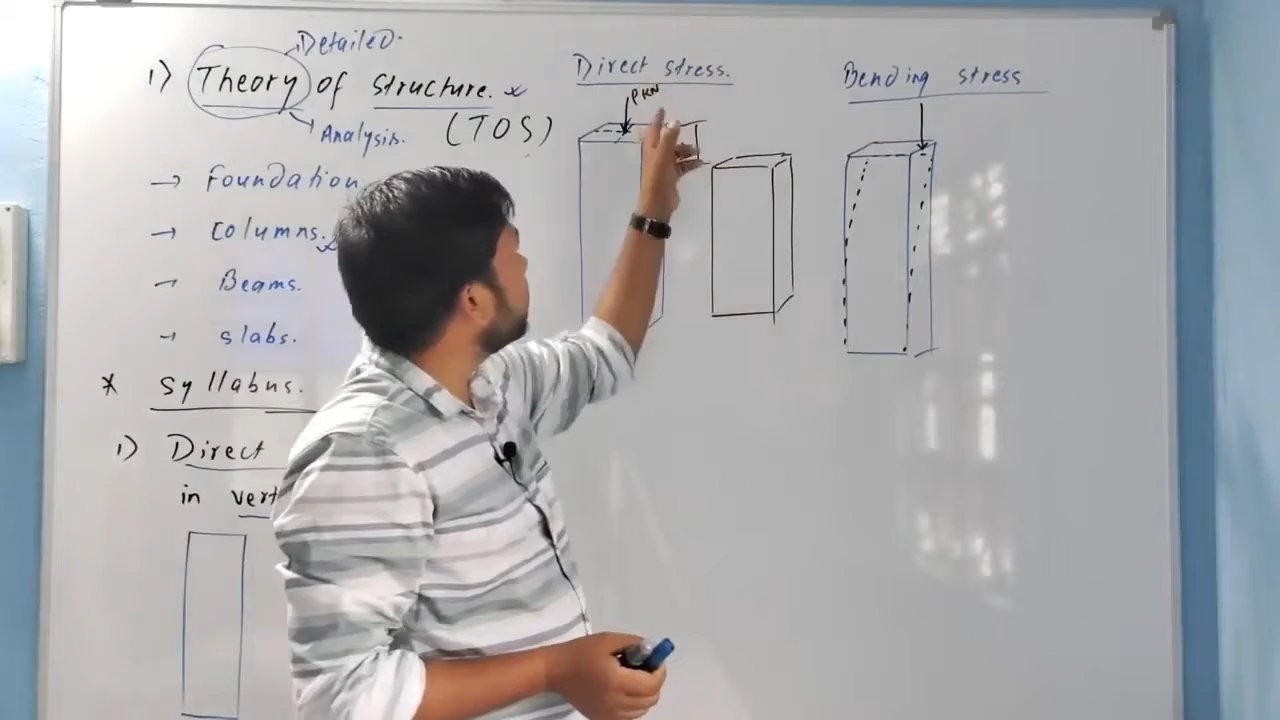 Detailed.
1) Theory of structure.
Analysis. (TOS)
→ Foundation
→ Columns.
→ Beams.
→ slabs.
* Syllabus.
1) Direct
in vert
Direct stress.
PKN
Bending stress